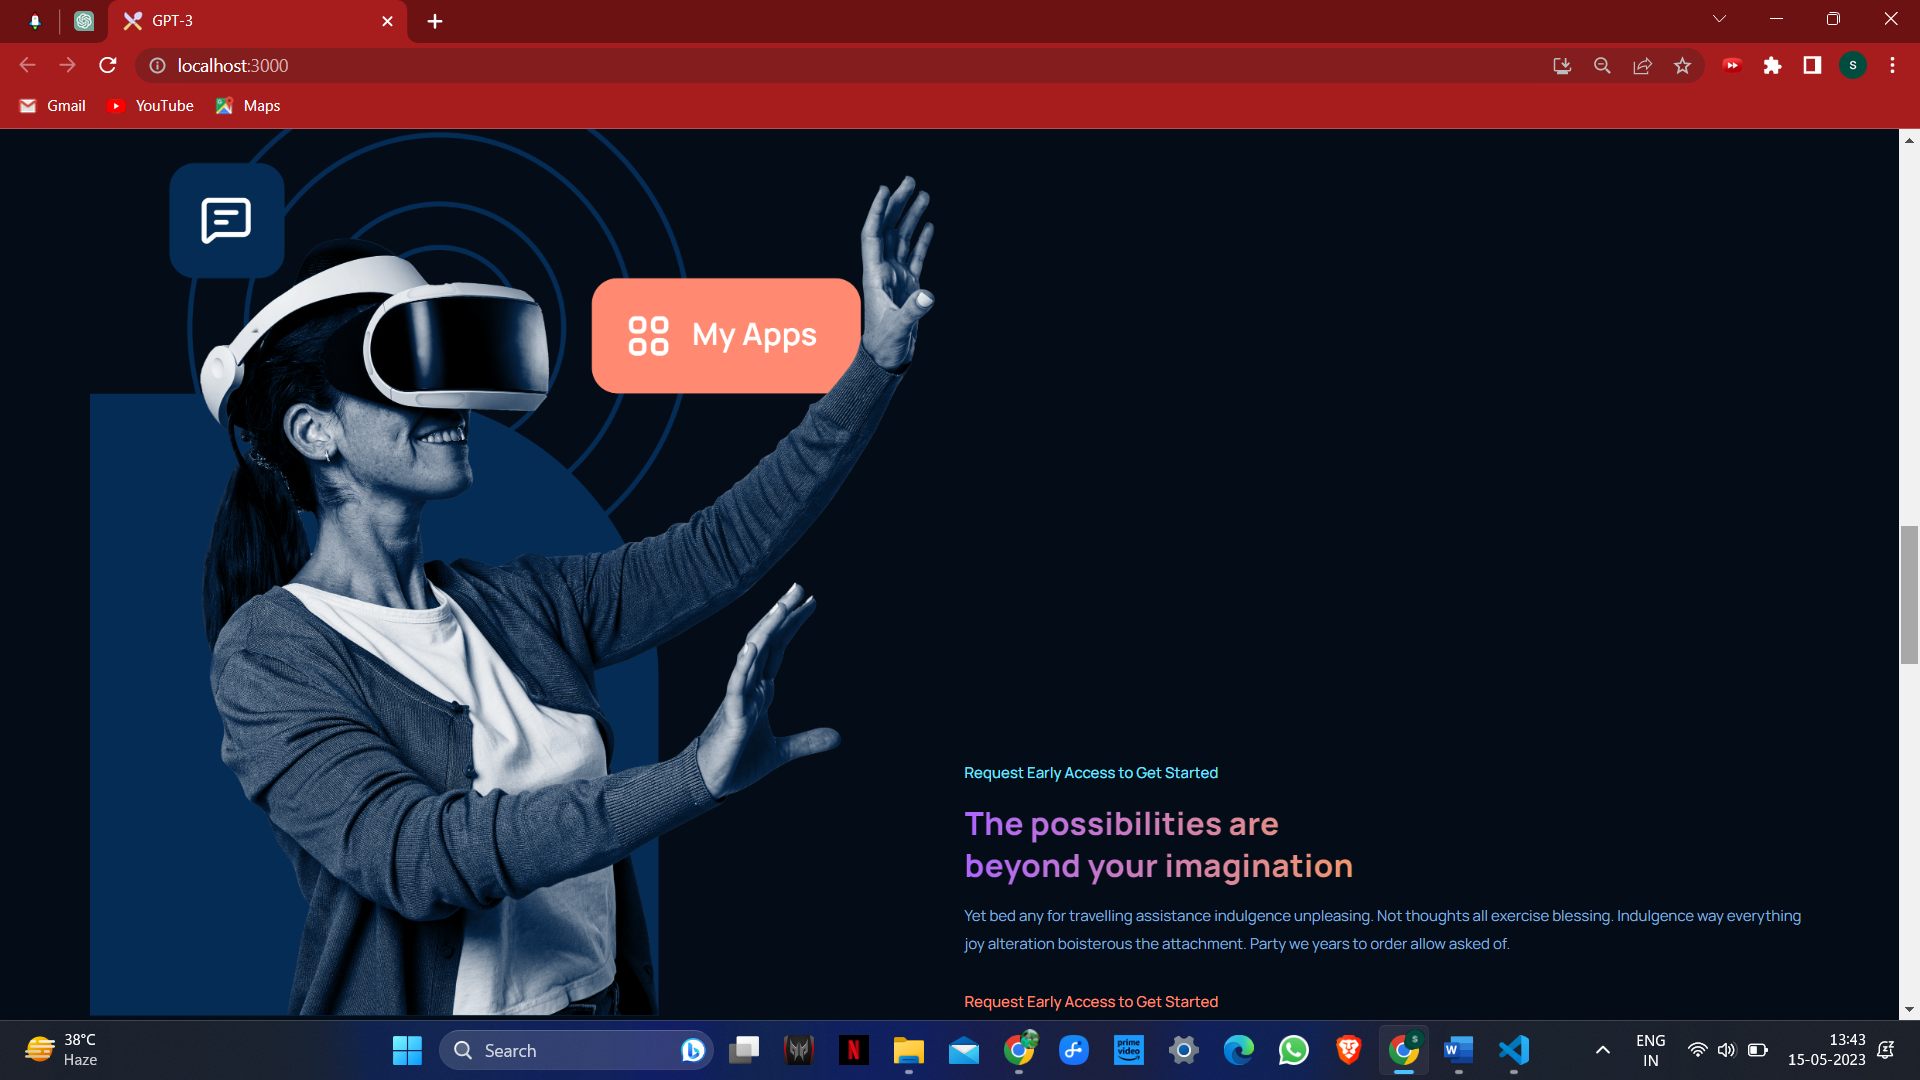 GPT-3
localhost:3000
S
Gmail
YouTube
Maps
My Apps
Request Early Access to Get Started
The possibilities are
beyond your imagination
Yet bed any for travelling assistance indulgence unpleasing. Not thoughts all exercise blessing. Indulgence way everything
joy alteration boisterous the attachment. Party we years to order allow asked of.
Request Early Access to Get Started
38°C
Haze
Search
N
prime
video
S
W
ENG
IN
13:43
15-05-2023